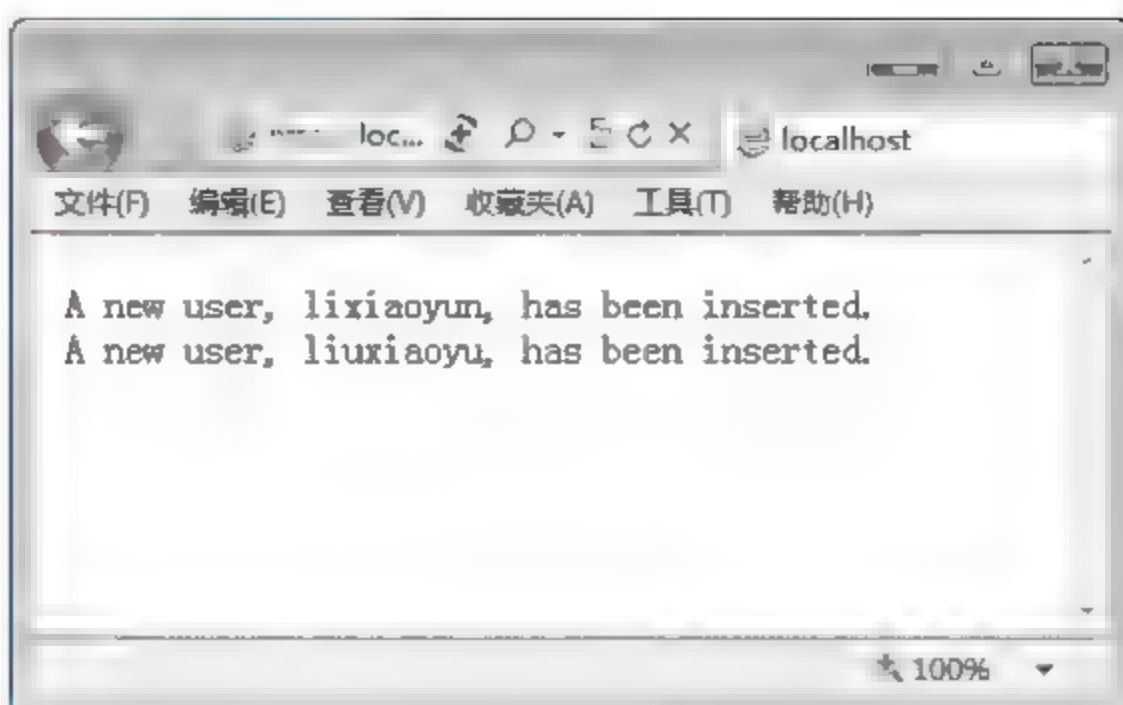 loc...
localhost
文件(F) 编辑(E) 查看(V) 收藏夹(A) 工具(T) 帮助(H)
A new user, lixiaoyun, has been inserted.
A new user, liuxiaoyu, has been inserted.
100%